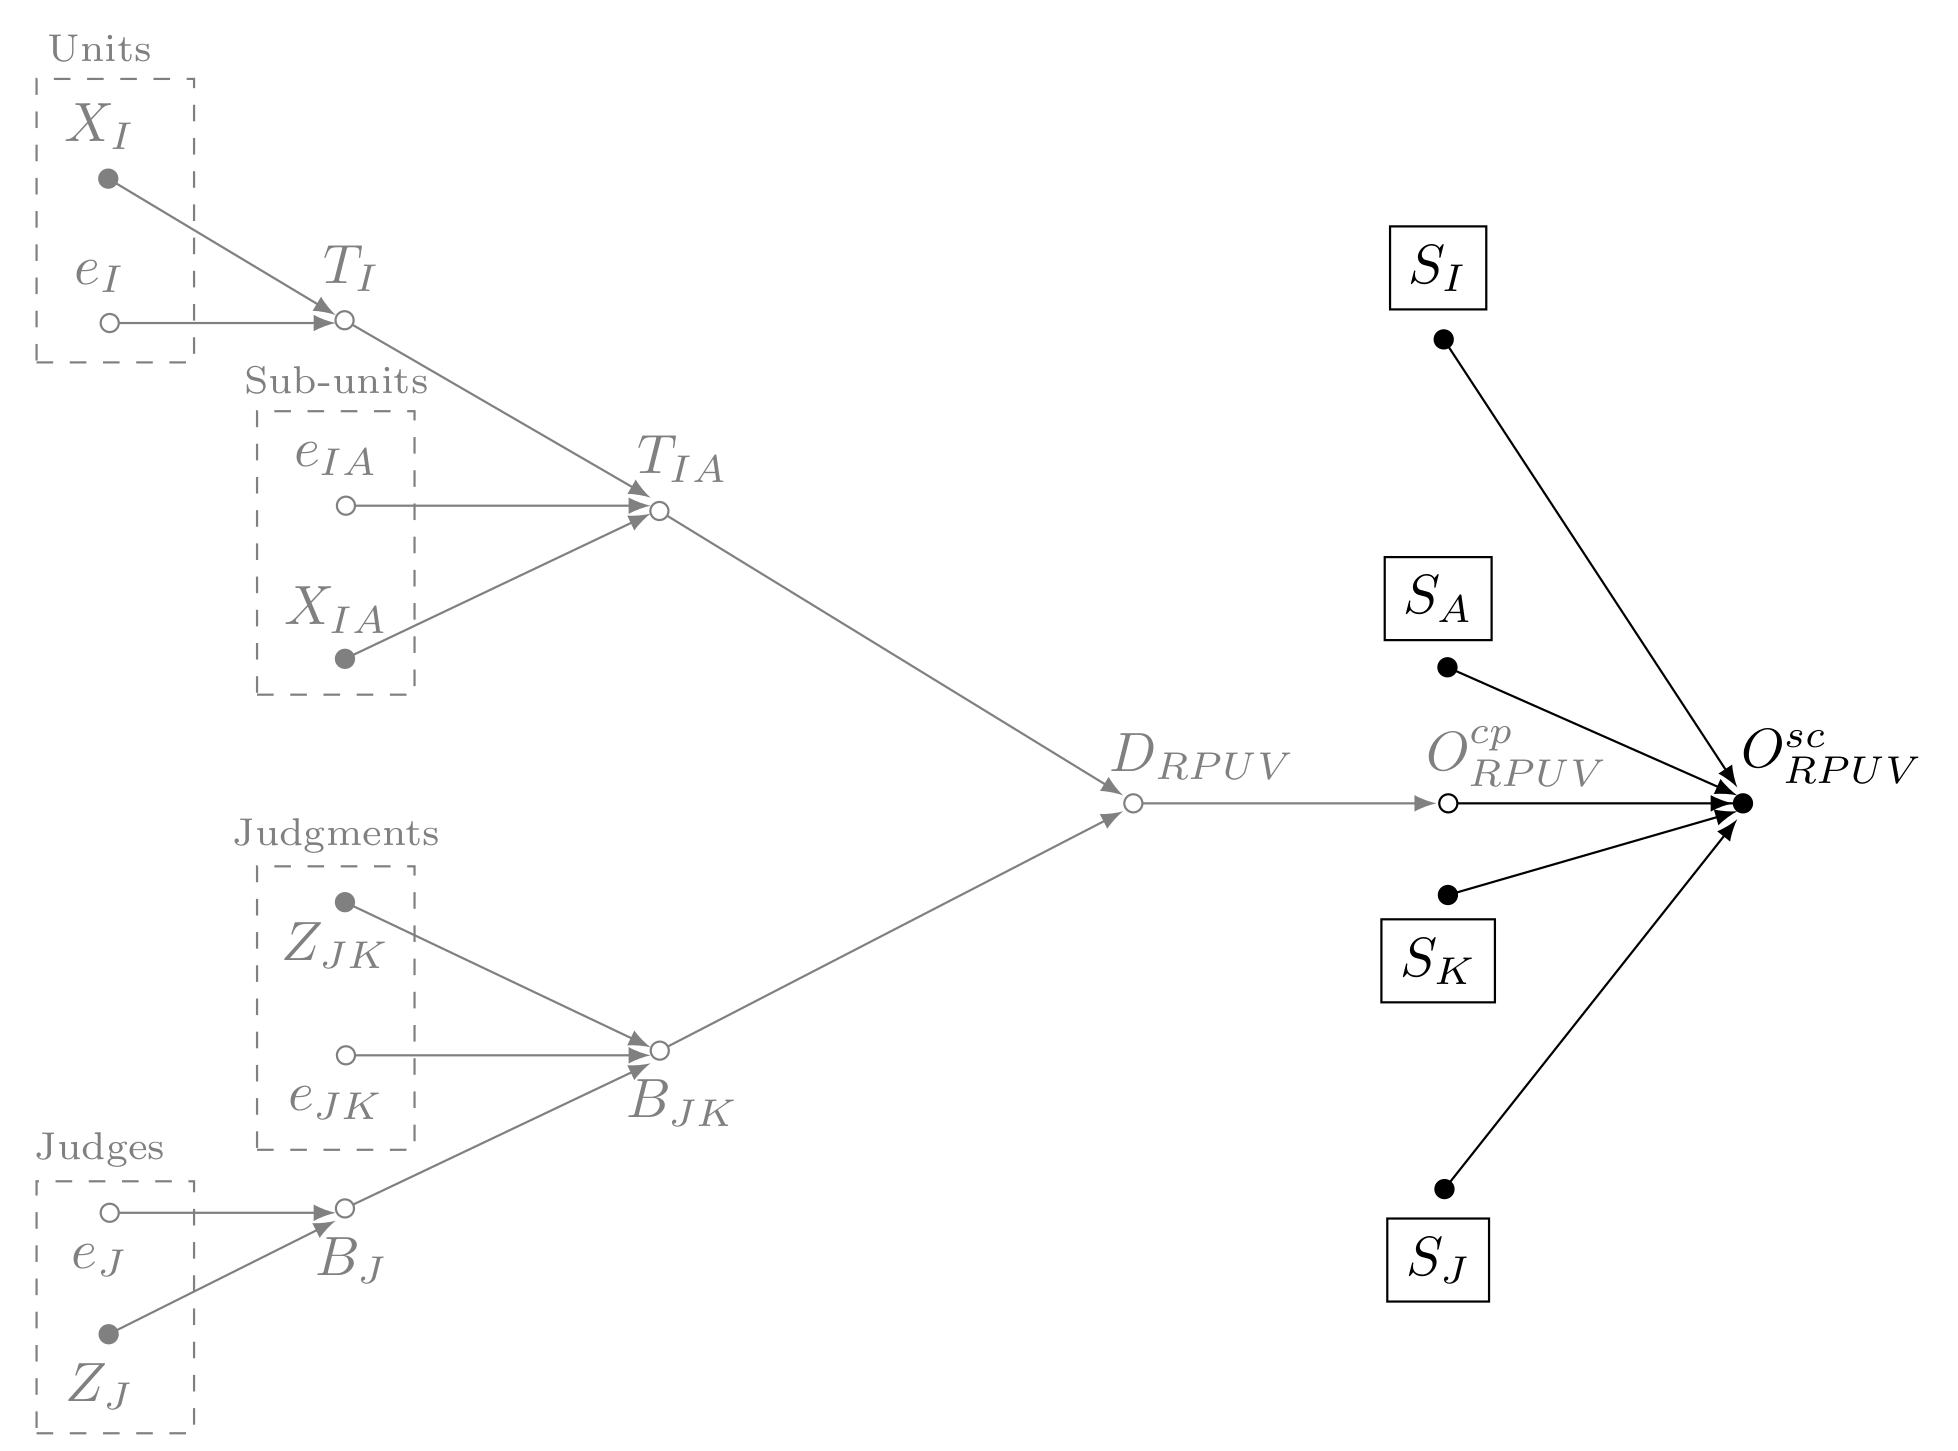 Units
X_I
e_I
T_I
S_I
Sub-units
e_{IA}
T_{IA}
X_{IA}
S_A
D_{RPUV}
O^{cp}_{RPUV}
O^{sc}_{RPUV}
Judgments
Z_{JK}
S_K
e_{JK}
B_{JK}
Judges
e_J
B_J
S_J
Z_J